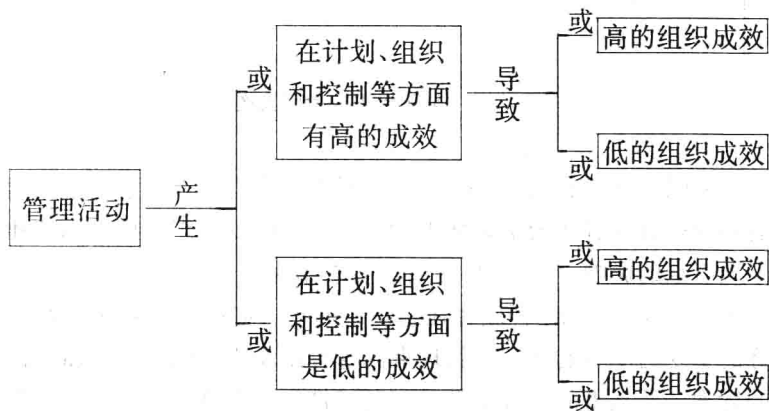 管理活动
产
生
或
在计划、组织
和控制等方面
有高的成效
导
致
或
高的组织成效
或
低的组织成效
或
在计划、组织
和控制等方面
是低的成效
导
致
或
高的组织成效
或
低的组织成效